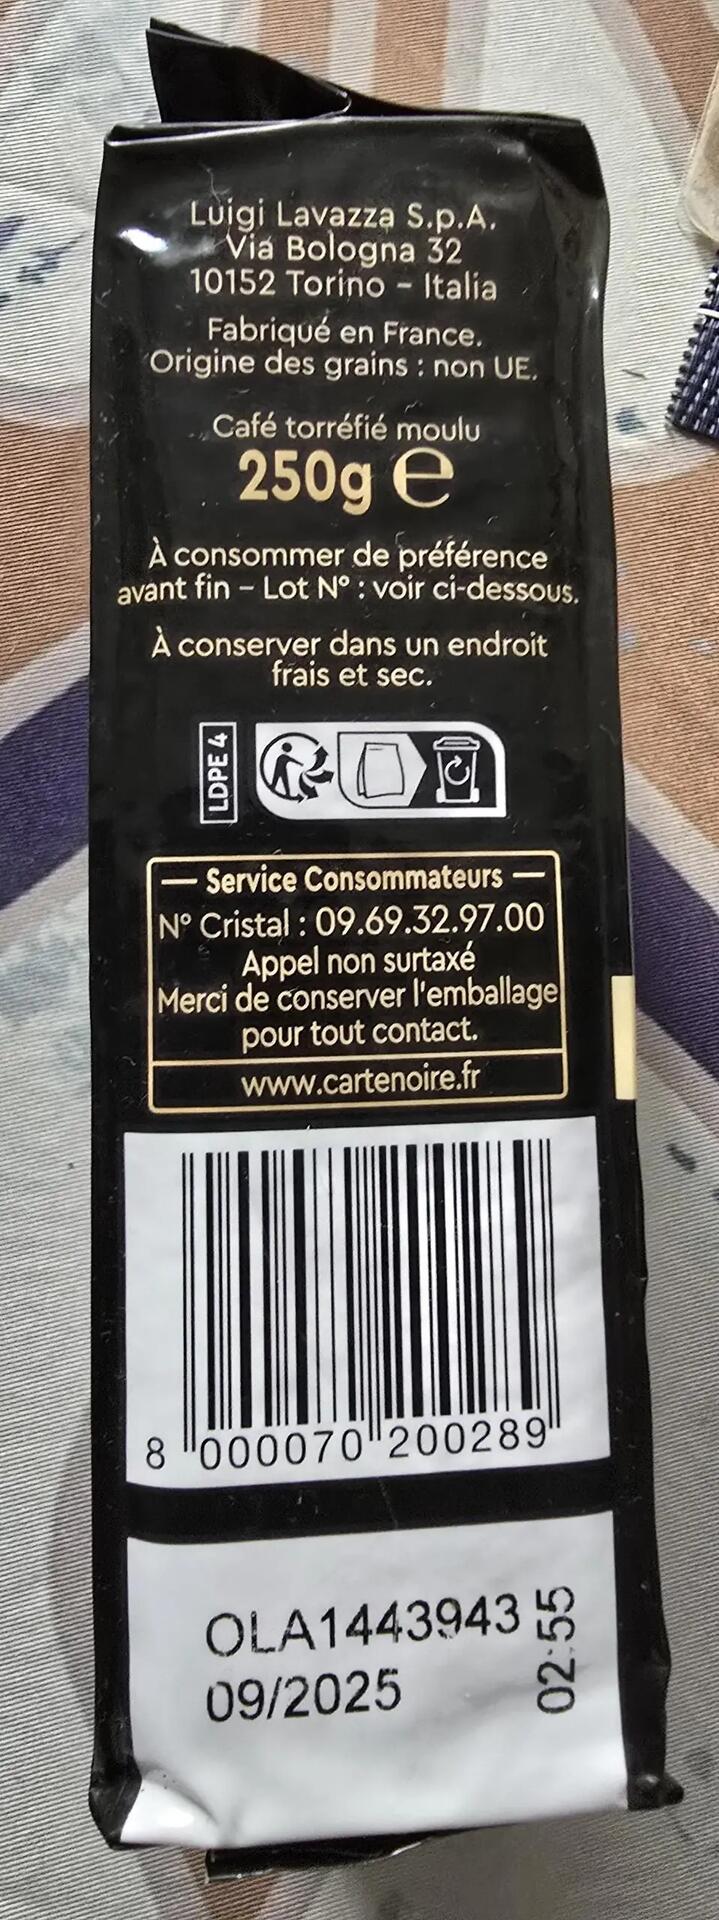 Luigi Lavazza S.p.A.
Via Bologna 32
10152 Torino - Italia
Fabriqué en France.
Origine des grains : non UE.
Café torréfié moulu
250g e
À consommer de préférence
avant fin - Lot N° : voir ci-dessous.
À conserver dans un endroit
frais et sec.
LDPE 4
Service Consommateurs
N° Cristal : 09.69.32.97.00
Appel non surtaxé
Merci de conserver l'emballage
pour tout contact.
www.cartenoire.fr
8 000070 200289
OLA1443943
09/2025
02:55